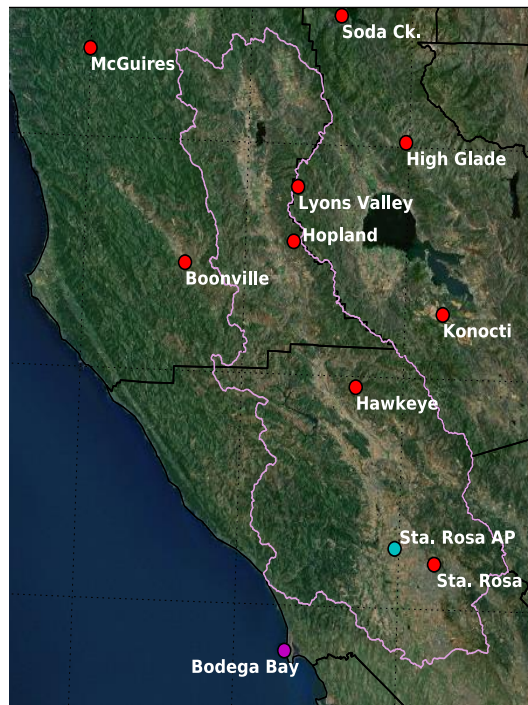 Soda Ck.
McGuires
High Glade
Lyons Valley
Hopland
Boonville
Konocti
Hawkeye
Sta. Rosa AP
Sta. Rosa
Bodega Bay